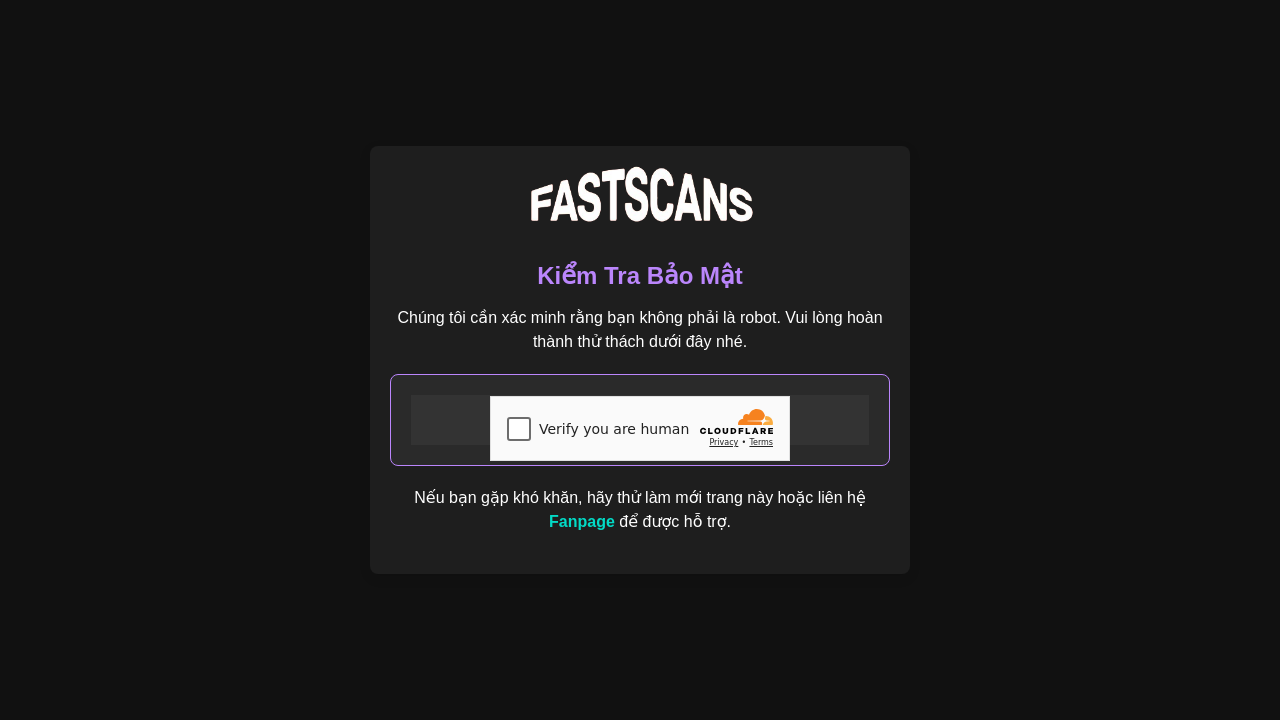 FASTSCANS
Kiểm Tra Bảo Mật
Chúng tôi cần xác minh rằng bạn không phải là robot. Vui lòng hoàn
thành thử thách dưới đây nhé.
Verify you are human
CLOUDFLARE
Privacy • Terms
Nếu bạn gặp khó khăn, hãy thử làm mới trang này hoặc liên hệ
Fanpage để được hỗ trợ.